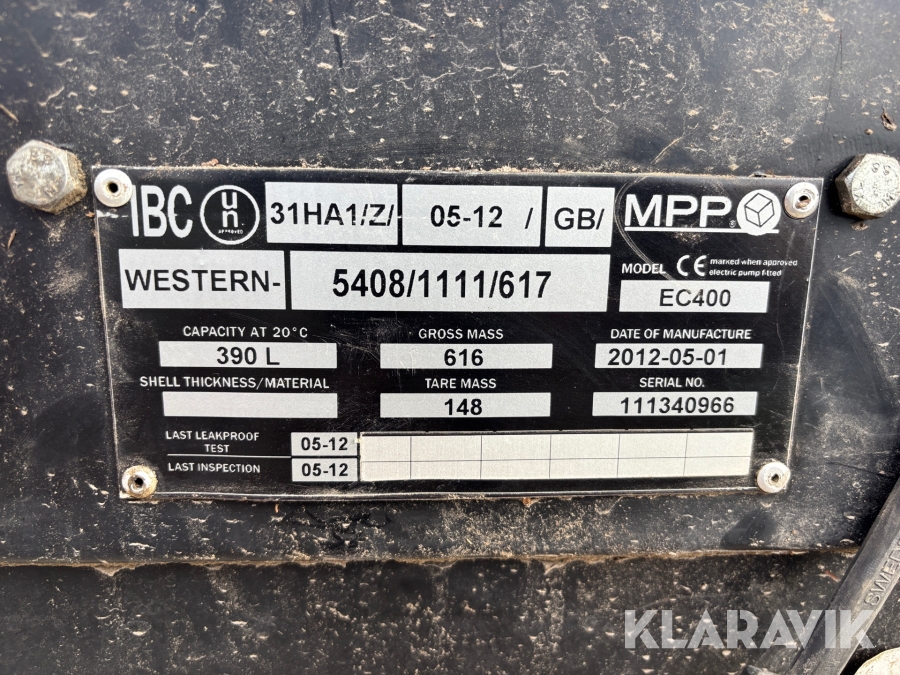 IBC un APPROVED 31HA1/Z/ 05-12 / GB/ MPP®
WESTERN- 5408/1111/617
MODEL CE marked when approved
electric pump fitted
EC400
CAPACITY AT 20°C GROSS MASS DATE OF MANUFACTURE
390 L 616 2012-05-01
SHELL THICKNESS/MATERIAL TARE MASS SERIAL NO.
148 111340966
LAST LEAKPROOF
TEST 05-12
LAST INSPECTION 05-12
KLARAVIK